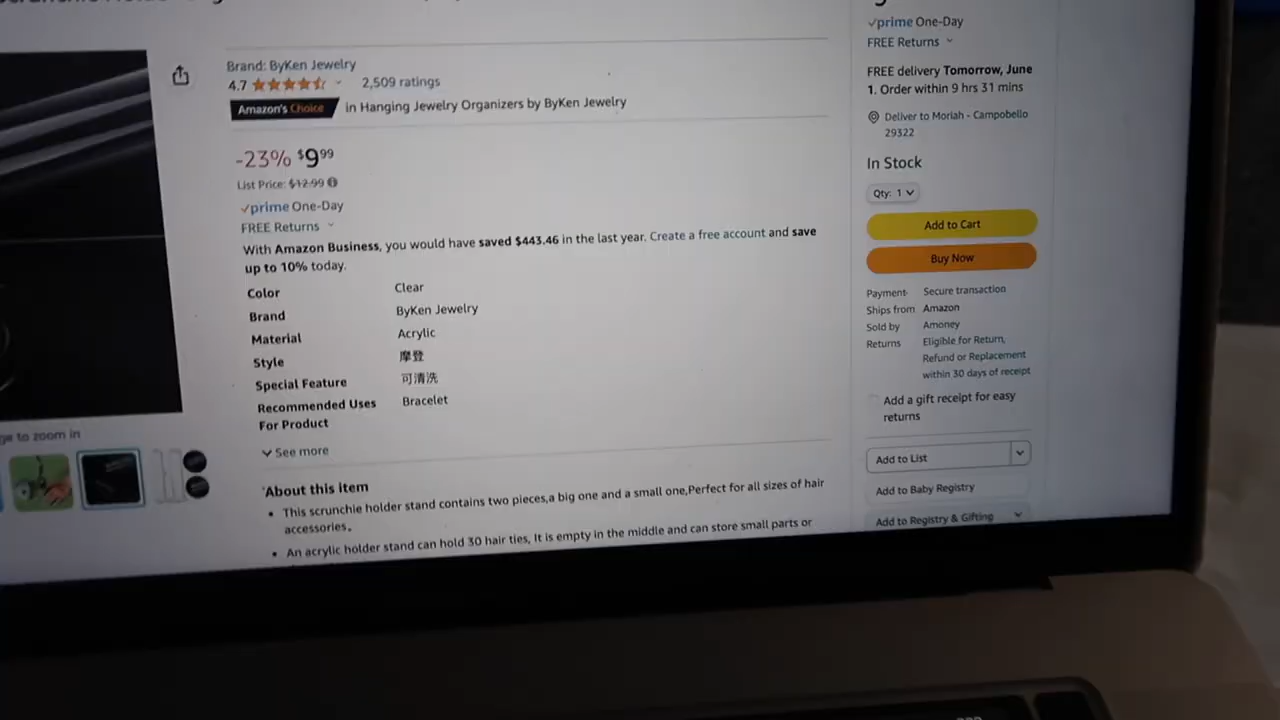 Brand: ByKen Jewelry
4.7
2,509 ratings
Amazon's Choice in Hanging Jewelry Organizers by ByKen Jewelry
-23% $9 99
List Price: $12.99
prime One-Day
FREE Returns
With Amazon Business, you would have saved $443.46 in the last year. Create a free account and save
up to 10% today.
Color Clear
Brand ByKen Jewelry
Material Acrylic
Style 摩登
Special Feature 可清洗
Recommended Uses Bracelet
For Product
See more
to zoom in
About this item
• This scrunchie holder stand contains two pieces,a big one and a small one,Perfect for all sizes of hair
accessories。
• An acrylic holder stand can hold 30 hair ties, It is empty in the middle and can store small parts or
prime One-Day
FREE Returns
FREE delivery Tomorrow, June
1. Order within 9 hrs 31 mins
Deliver to Moriah - Campobello
29322
In Stock
Qty: 1
Add to Cart
Buy Now
Payment Secure transaction
Ships from Amazon
Sold by Amoney
Returns Eligible for Return,
Refund or Replacement
within 30 days of receipt
Add a gift receipt for easy
returns
Add to List
Add to Baby Registry
Add to Registry & Gifting